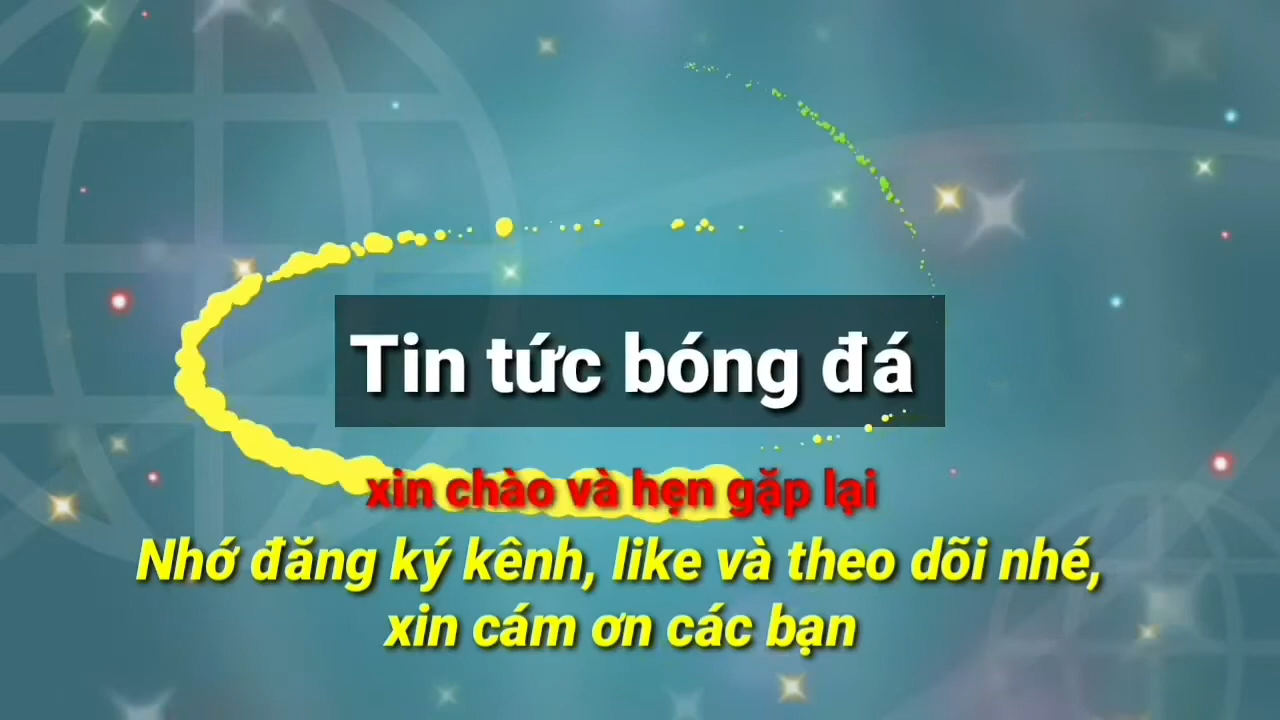 Tin tức bóng đá
xin chào và hẹn gặp lại
Nhớ đăng ký kênh, like và theo dõi nhé,
xin cám ơn các bạn